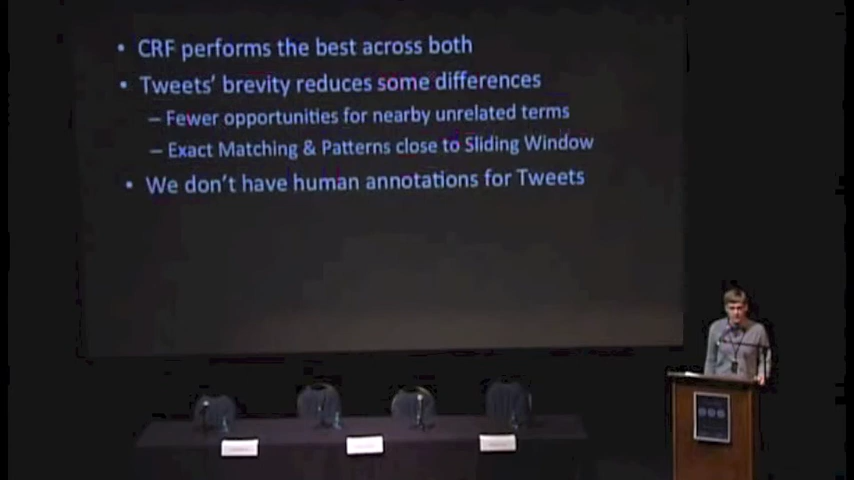 • CRF performs the best across both
• Tweets' brevity reduces some differences
– Fewer opportunities for nearby unrelated terms
– Exact Matching & Patterns close to Sliding Window
• We don't have human annotations for Tweets